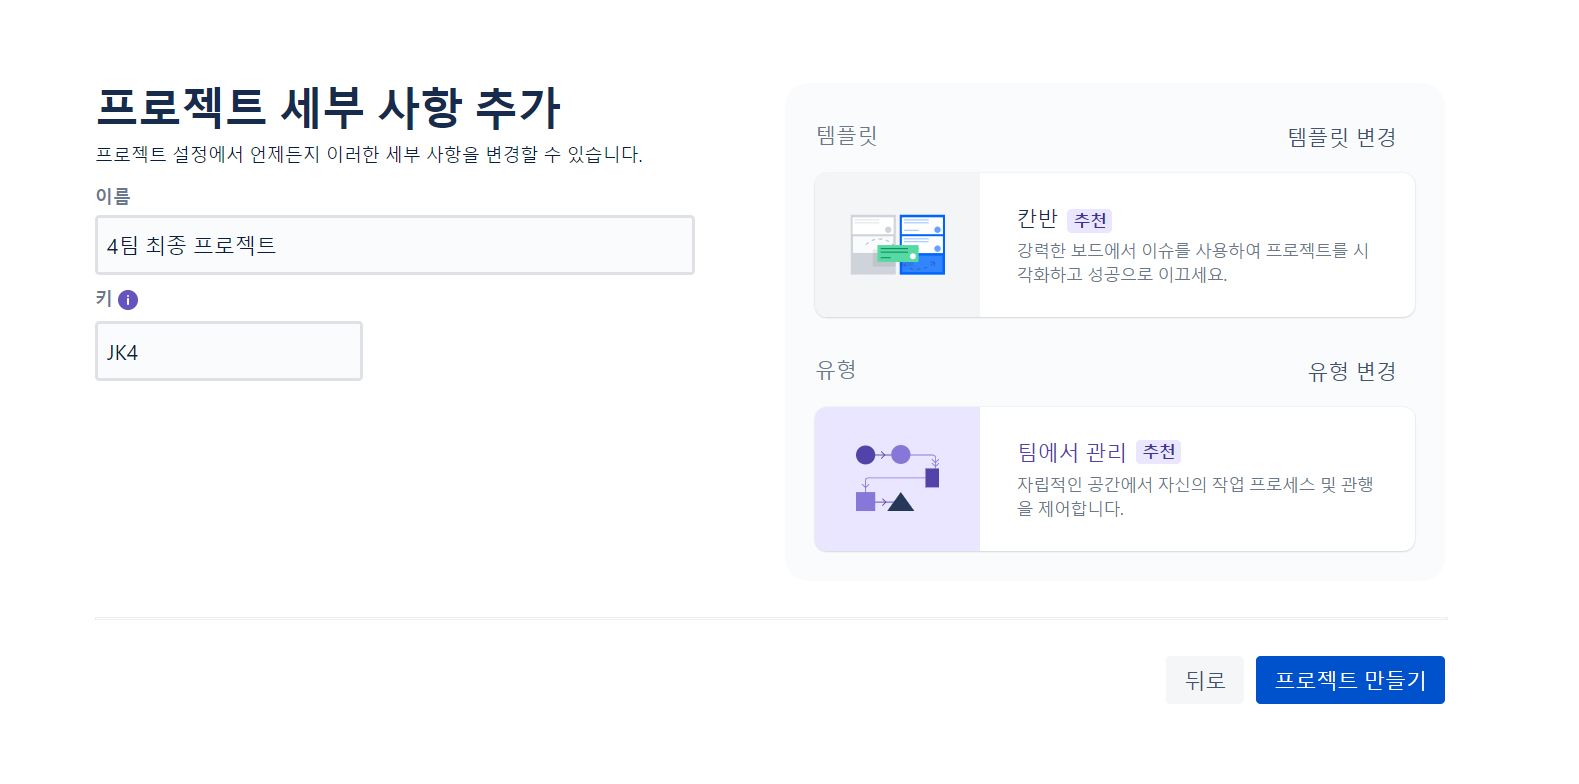 프로젝트 세부 사항 추가
프로젝트 설정에서 언제든지 이러한 세부 사항을 변경할 수 있습니다.
이름
4팀 최종 프로젝트
키
JK4
템플릿
템플릿 변경
칸반 추천
강력한 보드에서 이슈를 사용하여 프로젝트를 시
각화하고 성공으로 이끄세요.
유형
유형 변경
팀에서 관리 추천
자립적인 공간에서 자신의 작업 프로세스 및 관행
을 제어합니다.
뒤로
프로젝트 만들기